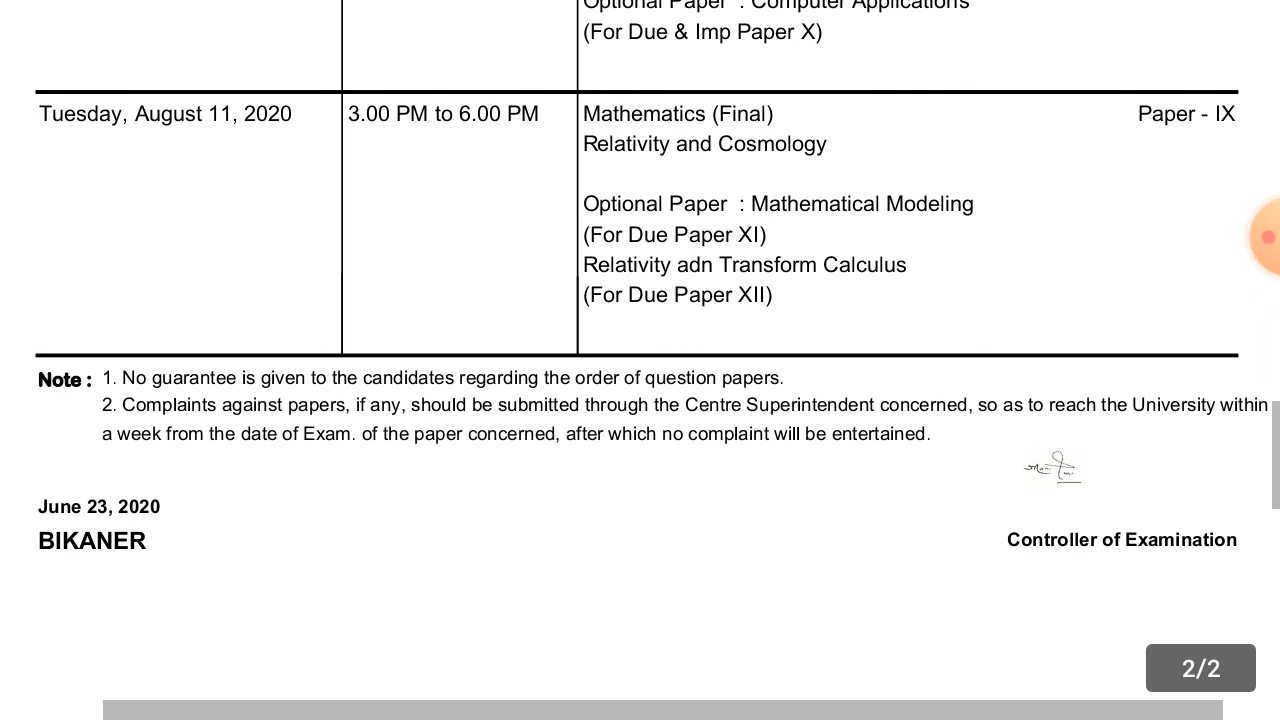 Optional Paper : Computer Applications
(For Due & Imp Paper X)
Tuesday, August 11, 2020 3.00 PM to 6.00 PM Mathematics (Final) Paper - IX
Relativity and Cosmology
Optional Paper : Mathematical Modeling
(For Due Paper XI)
Relativity adn Transform Calculus
(For Due Paper XII)
Note : 1. No guarantee is given to the candidates regarding the order of question papers.
2. Complaints against papers, if any, should be submitted through the Centre Superintendent concerned, so as to reach the University within
a week from the date of Exam. of the paper concerned, after which no complaint will be entertained.
June 23, 2020
BIKANER Controller of Examination
2/2